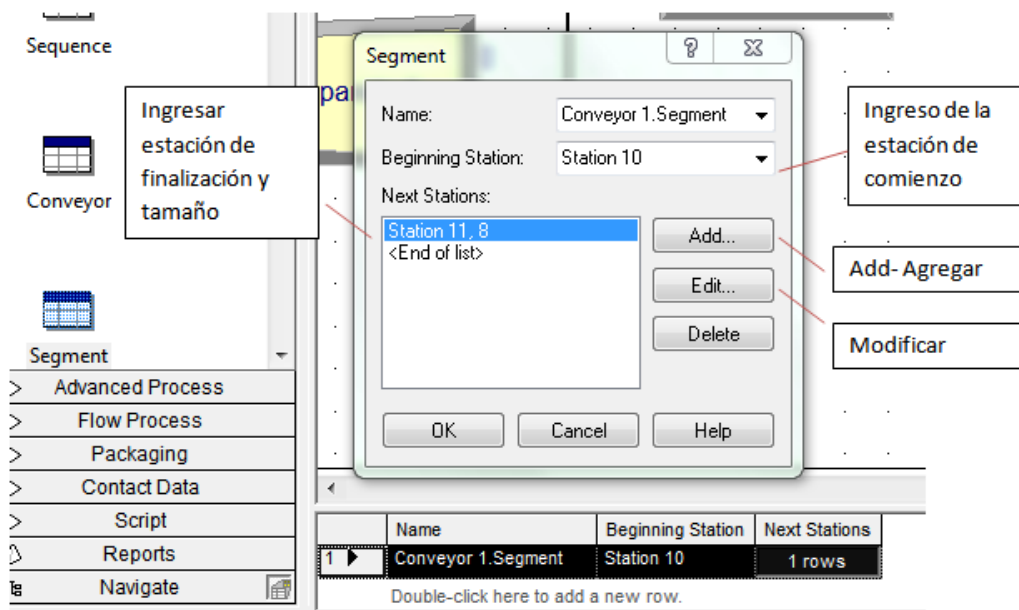 Sequence
Conveyor
Segment
Advanced Process
Flow Process
Packaging
Contact Data
Script
Reports
Navigate
Ingresar
estación de
finalización y
tamaño
Segment
Name:
Conveyor 1.Segment
Beginning Station:
Station 10
Next Stations:
Station 11, 8
<End of list>
Add...
Edit...
Delete
OK
Cancel
Help
Ingreso de la
estación de
comienzo
Add- Agregar
Modificar
Name Beginning Station Next Stations
1 Conveyor 1.Segment Station 10 1 rows
Double-click here to add a new row.